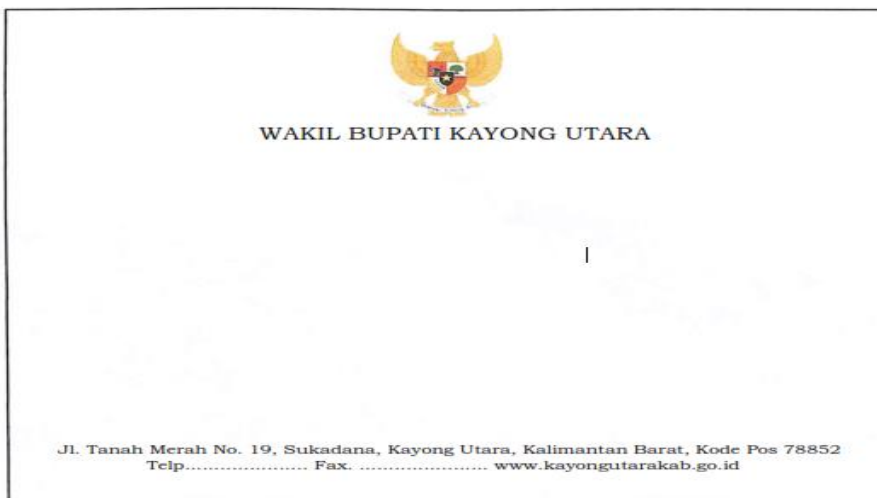 WAKIL BUPATI KAYONG UTARA
Jl. Tanah Merah No. 19, Sukadana, Kayong Utara, Kalimantan Barat, Kode Pos 78852
Telp..................... Fax. ...................... www.kayongutarakab.go.id